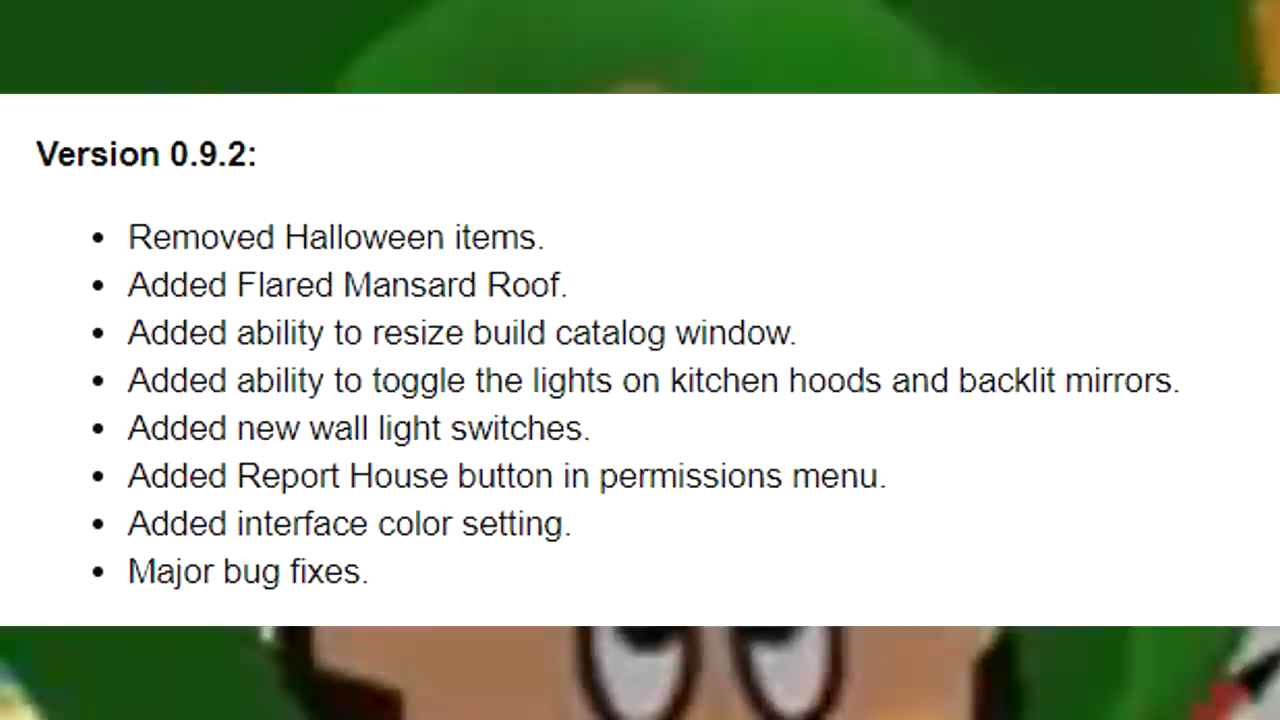 Version 0.9.2:
• Removed Halloween items.
• Added Flared Mansard Roof.
• Added ability to resize build catalog window.
• Added ability to toggle the lights on kitchen hoods and backlit mirrors.
• Added new wall light switches.
• Added Report House button in permissions menu.
• Added interface color setting.
• Major bug fixes.